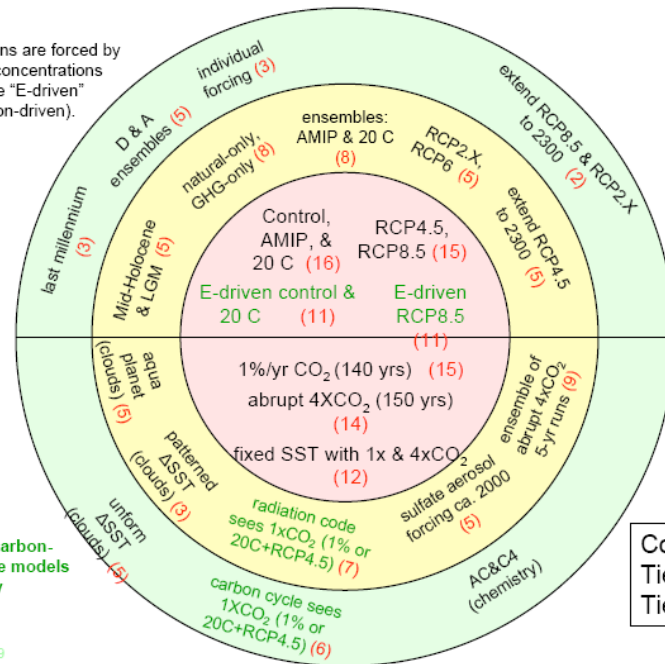 ns are forced by
concentrations
e “E-driven”
on-driven).
individual
forcing (3)
D & A
ensembles (5)
last millennium
(3)
extend RCP8.5 & RCP2.X
to 2300 (2)
ensembles:
AMIP & 20 C
(8)
natural-only,
GHG-only (8)
RCP2.X,
RCP6 (5)
Mid-Holocene
& LGM (5)
extend RCP4.5
to 2300 (5)
Control,
AMIP, &
20 C (16)
RCP4.5,
RCP8.5 (15)
E-driven control &
20 C (11)
E-driven
RCP8.5
(11)
1%/yr CO₂ (140 yrs) (15)
abrupt 4XCO₂ (150 yrs)
(14)
fixed SST with 1x & 4xCO₂
(12)
aqua
planet
(clouds) (5)
patterned
ΔSST
(clouds) (3)
radiation code
sees 1xCO₂ (1% or
20C+RCP4.5) (7)
sulfate aerosol
forcing ca. 2000
(5)
ensemble of
abrupt 4xCO₂
5-yr runs (9)
unform
ΔSST
(clouds) (5)
carbon cycle sees
1XCO₂ (1% or
20C+RCP4.5) (6)
AC&C4
(chemistry)
arbon-
e models
Co
Tie
Tie